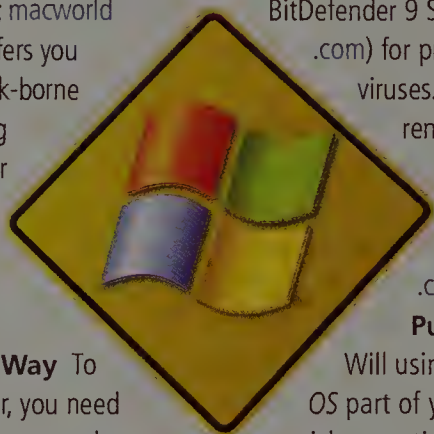 macworld
fers you
k-borne
g
r
Way To
r, you need
BitDefender 9 S
.com) for p
viruses.
ren
.c
Pu
Will usin
OS part of y